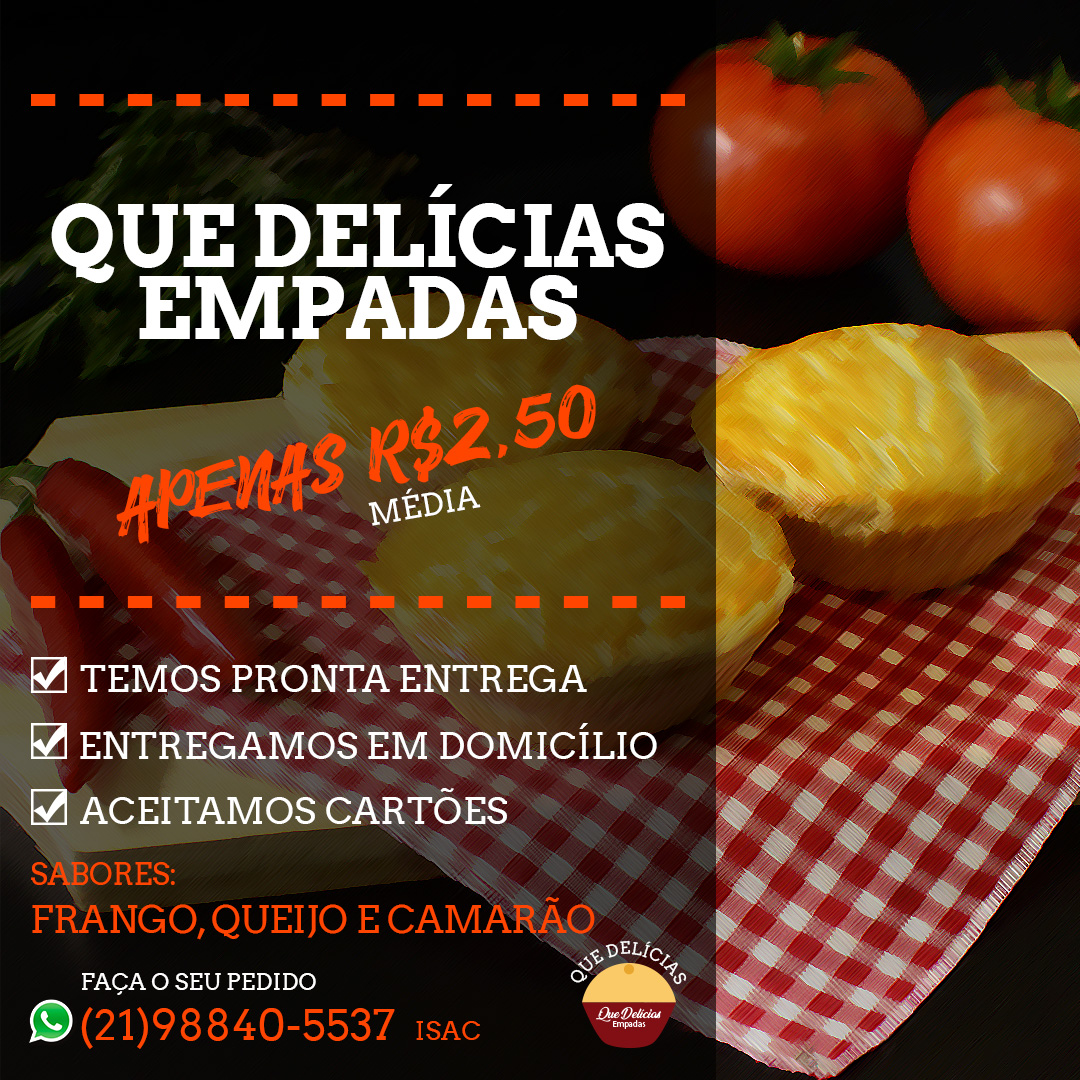 QUE DELÍCIAS
EMPADAS
APENAS R$2,50
MÉDIA
TEMOS PRONTA ENTREGA
ENTREGAMOS EM DOMICÍLIO
ACEITAMOS CARTÕES
SABORES:
FRANGO, QUEIJO E CAMARÃO
FAÇA O SEU PEDIDO
(21)98840-5537 ISAC
QUE DELÍCIAS
Que Delícias
Empadas